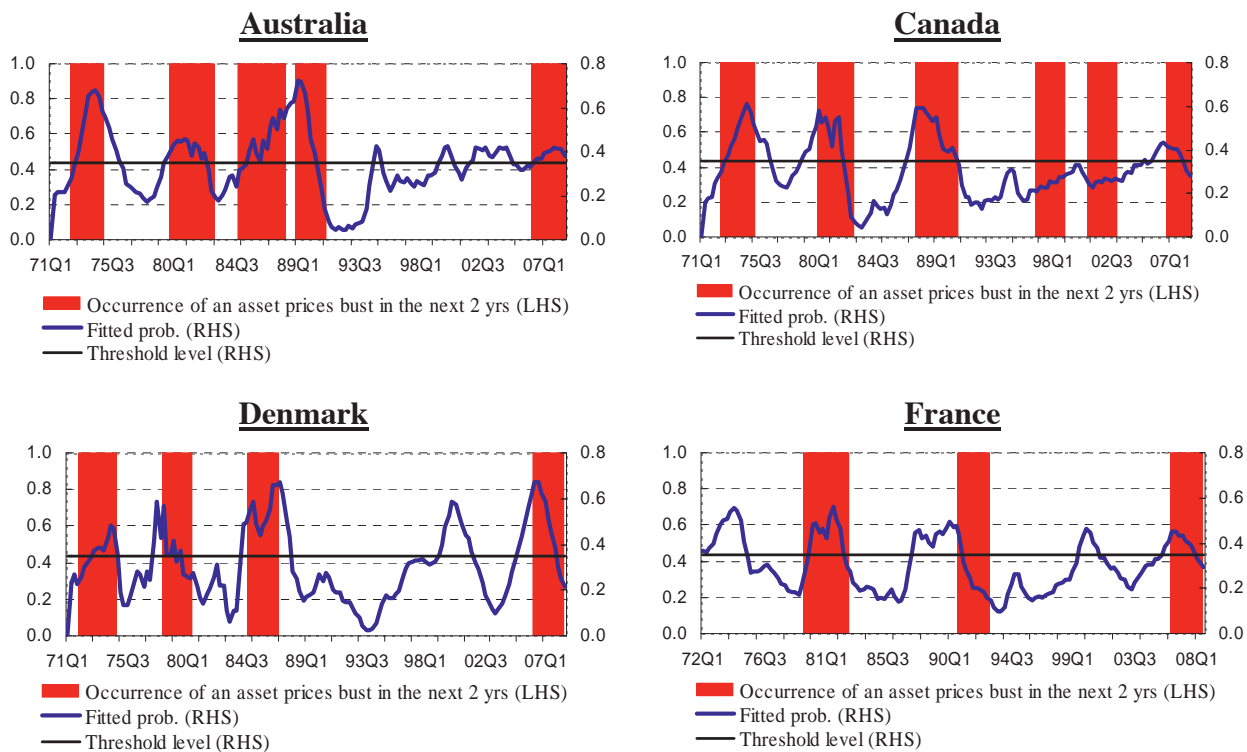 Australia
1.0
0.8
0.6
0.4
0.2
0.0
0.8
0.6
0.4
0.2
0.0
71Q1 75Q3 80Q1 84Q3 89Q1 93Q3 98Q1 02Q3 07Q1
Occurrence of an asset prices bust in the next 2 yrs (LHS)
Fitted prob. (RHS)
Threshold level (RHS)
Canada
1.0
0.8
0.6
0.4
0.2
0.0
0.8
0.6
0.4
0.2
0.0
71Q1 75Q3 80Q1 84Q3 89Q1 93Q3 98Q1 02Q3 07Q1
Occurrence of an asset prices bust in the next 2 yrs (LHS)
Fitted prob. (RHS)
Threshold level (RHS)
Denmark
1.0
0.8
0.6
0.4
0.2
0.0
0.8
0.6
0.4
0.2
0.0
71Q1 75Q3 80Q1 84Q3 89Q1 93Q3 98Q1 02Q3 07Q1
Occurrence of an asset prices bust in the next 2 yrs (LHS)
Fitted prob. (RHS)
Threshold level (RHS)
France
1.0
0.8
0.6
0.4
0.2
0.0
0.8
0.6
0.4
0.2
0.0
72Q1 76Q3 81Q1 85Q3 90Q1 94Q3 99Q1 03Q3 08Q1
Occurrence of an asset prices bust in the next 2 yrs (LHS)
Fitted prob. (RHS)
Threshold level (RHS)